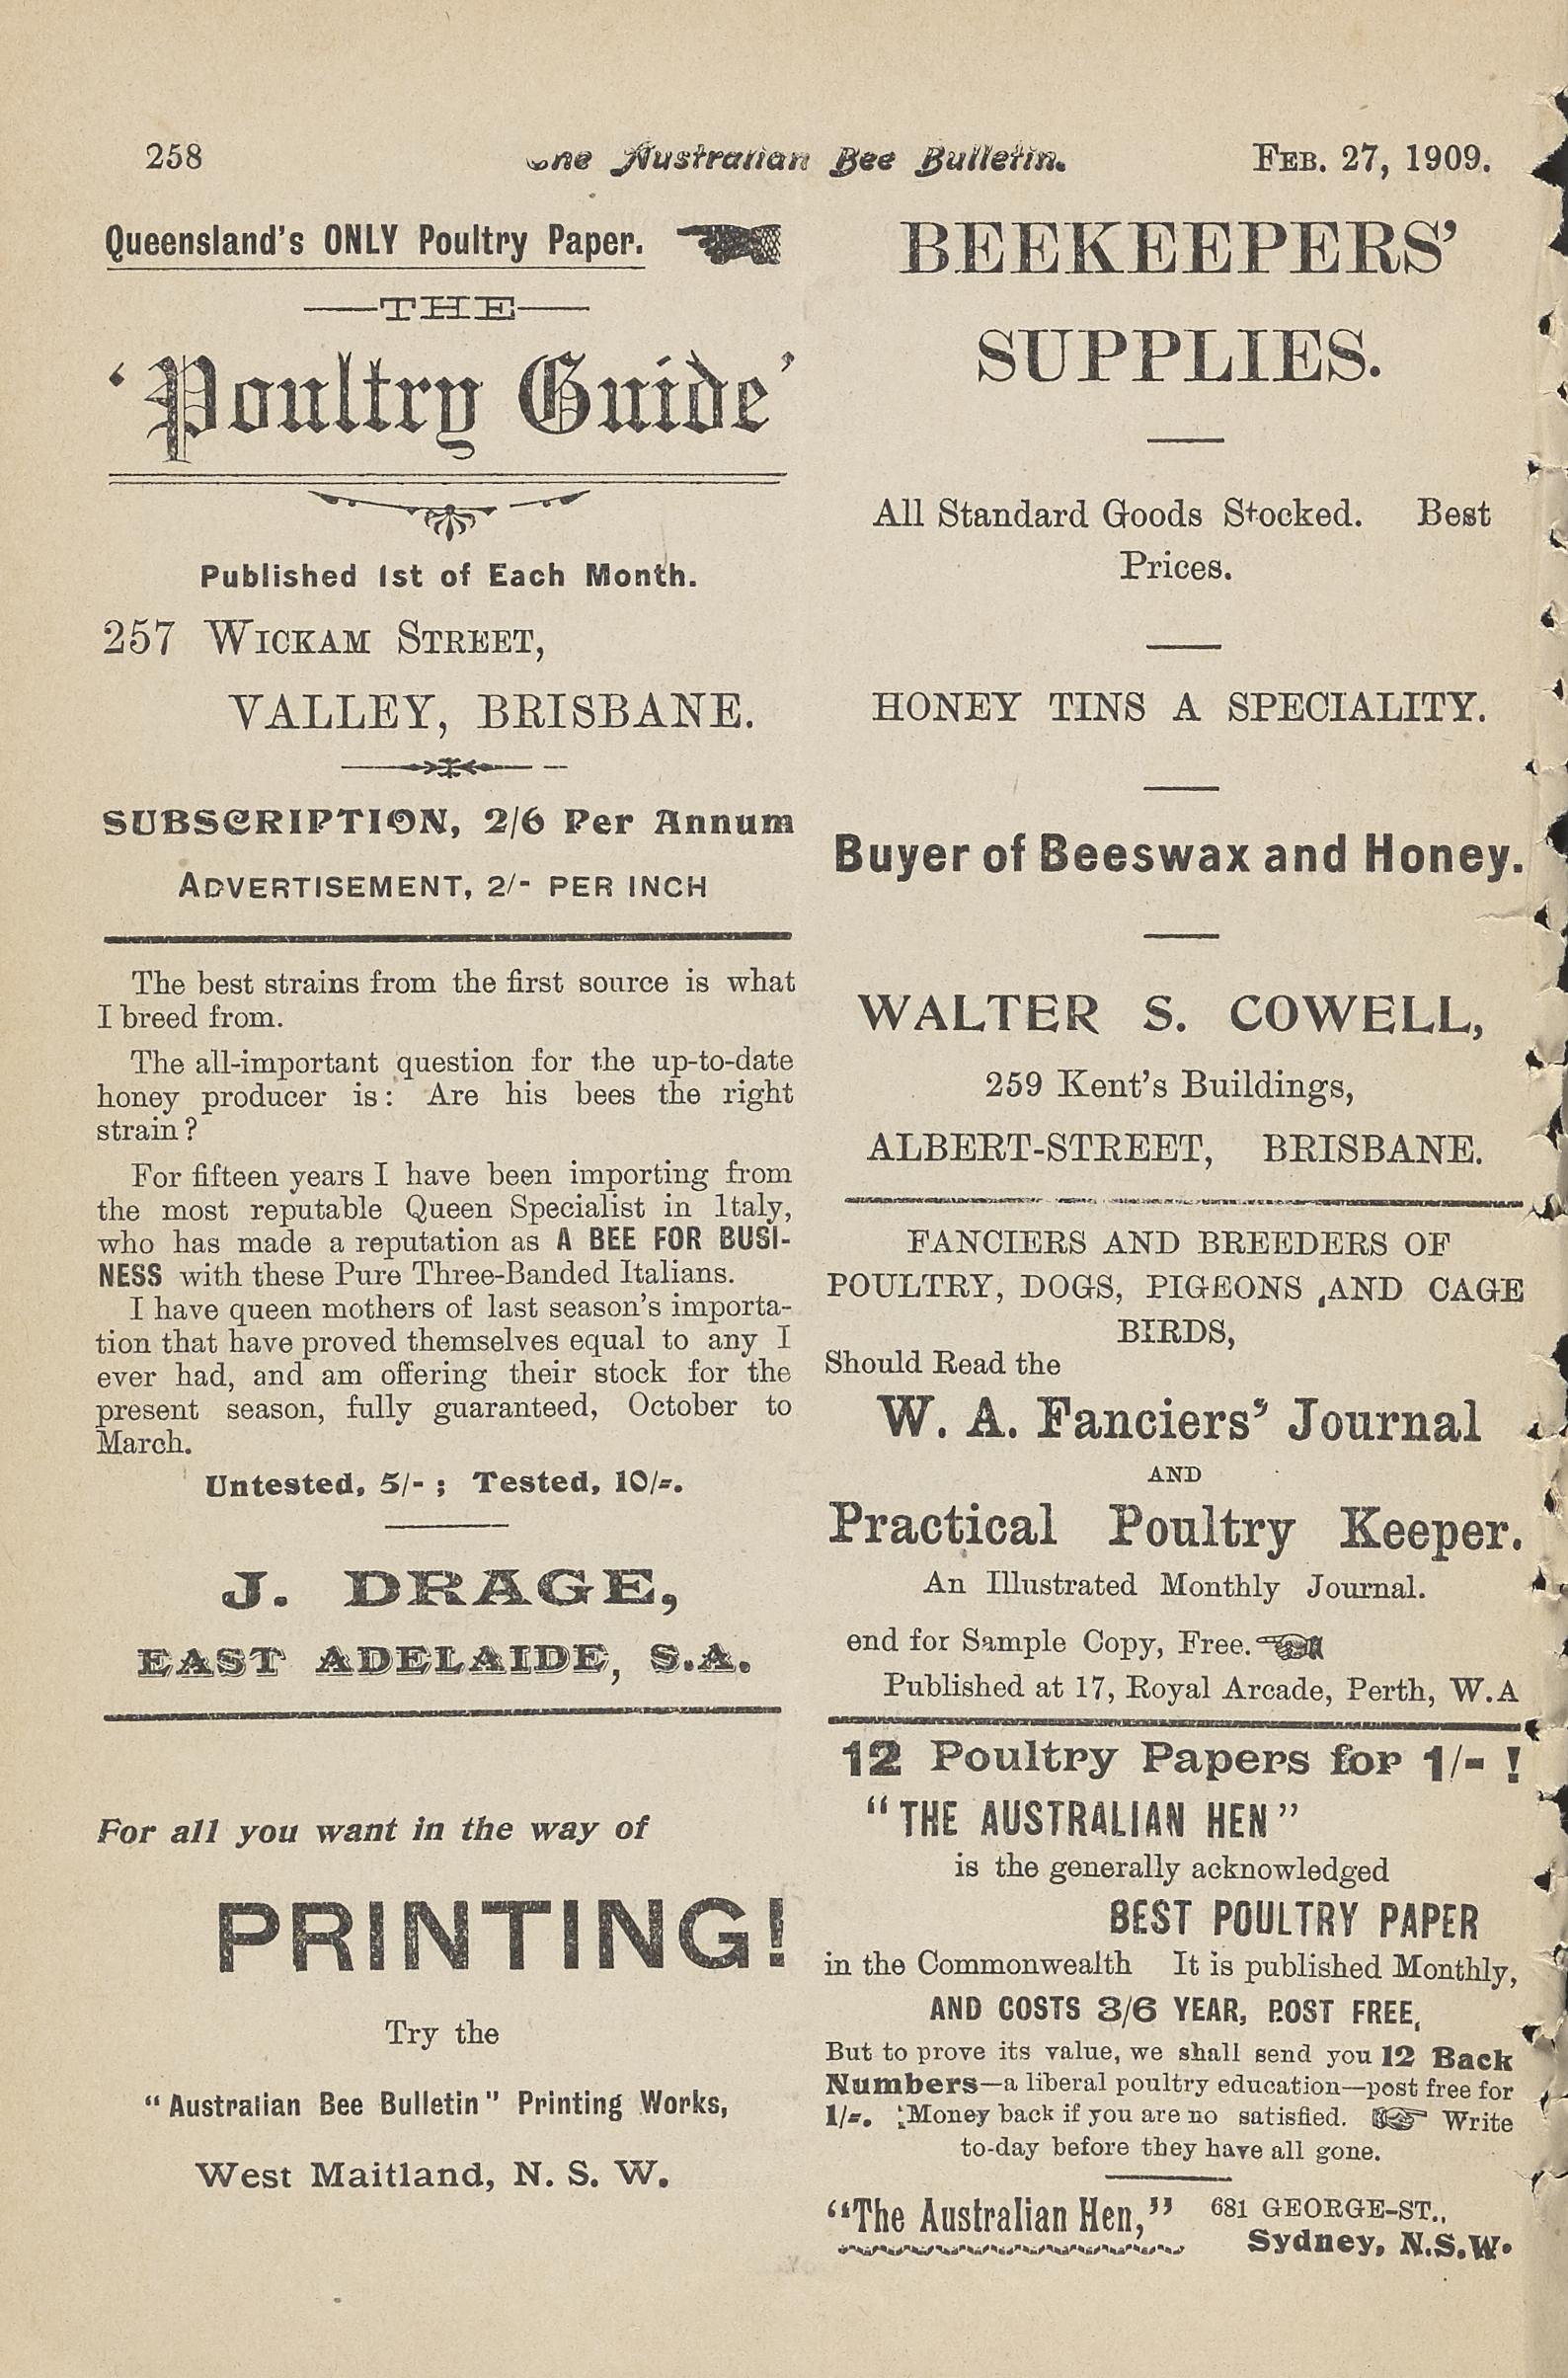 258
The Australian Bee Bulletin.
FEB. 27, 1909.
Queensland's ONLY Poultry Paper.
THE
'Poultry Guide'
Published 1st of Each Month.
257 WICKAM STREET,
VALLEY, BRISBANE.
SUBSCRIPTION, 2/6 Per Annum
ADVERTISEMENT, 2/- PER INCH
The best strains from the first source is what
I breed from.
The all-important question for the up-to-date
honey producer is: Are his bees the right
strain?
For fifteen years I have been importing from
the most reputable Queen Specialist in Italy,
who has made a reputation as A BEE FOR BUSI-
NESS with these Pure Three-Banded Italians.
I have queen mothers of last season's importa-
tion that have proved themselves equal to any I
ever had, and am offering their stock for the
present season, fully guaranteed, October to
March.
Untested, 5/- ; Tested, 10/-.
J. DRAGE,
EAST ADELAIDE, S.A.
For all you want in the way of
PRINTING!
Try the
"Australian Bee Bulletin" Printing Works,
West Maitland, N. S. W.
BEEKEEPERS'
SUPPLIES.
All Standard Goods Stocked. Best
Prices.
HONEY TINS A SPECIALITY.
Buyer of Beeswax and Honey.
WALTER S. COWELL,
259 Kent's Buildings,
ALBERT-STREET, BRISBANE.
FANCIERS AND BREEDERS OF
POULTRY, DOGS, PIGEONS ,AND CAGE
BIRDS,
Should Read the
W. A. Fanciers' Journal
AND
Practical Poultry Keeper.
An Illustrated Monthly Journal.
end for Sample Copy, Free.
Published at 17, Royal Arcade, Perth, W.A
12 Poultry Papers for 1/- !
"THE AUSTRALIAN HEN"
is the generally acknowledged
BEST POULTRY PAPER
in the Commonwealth It is published Monthly,
AND COSTS 3/6 YEAR, POST FREE,
But to prove its value, we shall send you 12 Back
Numbers—a liberal poultry education—post free for
1/-. Money back if you are no satisfied. Write
to-day before they have all gone.
"The Australian Hen," 681 GEORGE-ST.,
Sydney, N.S.W.